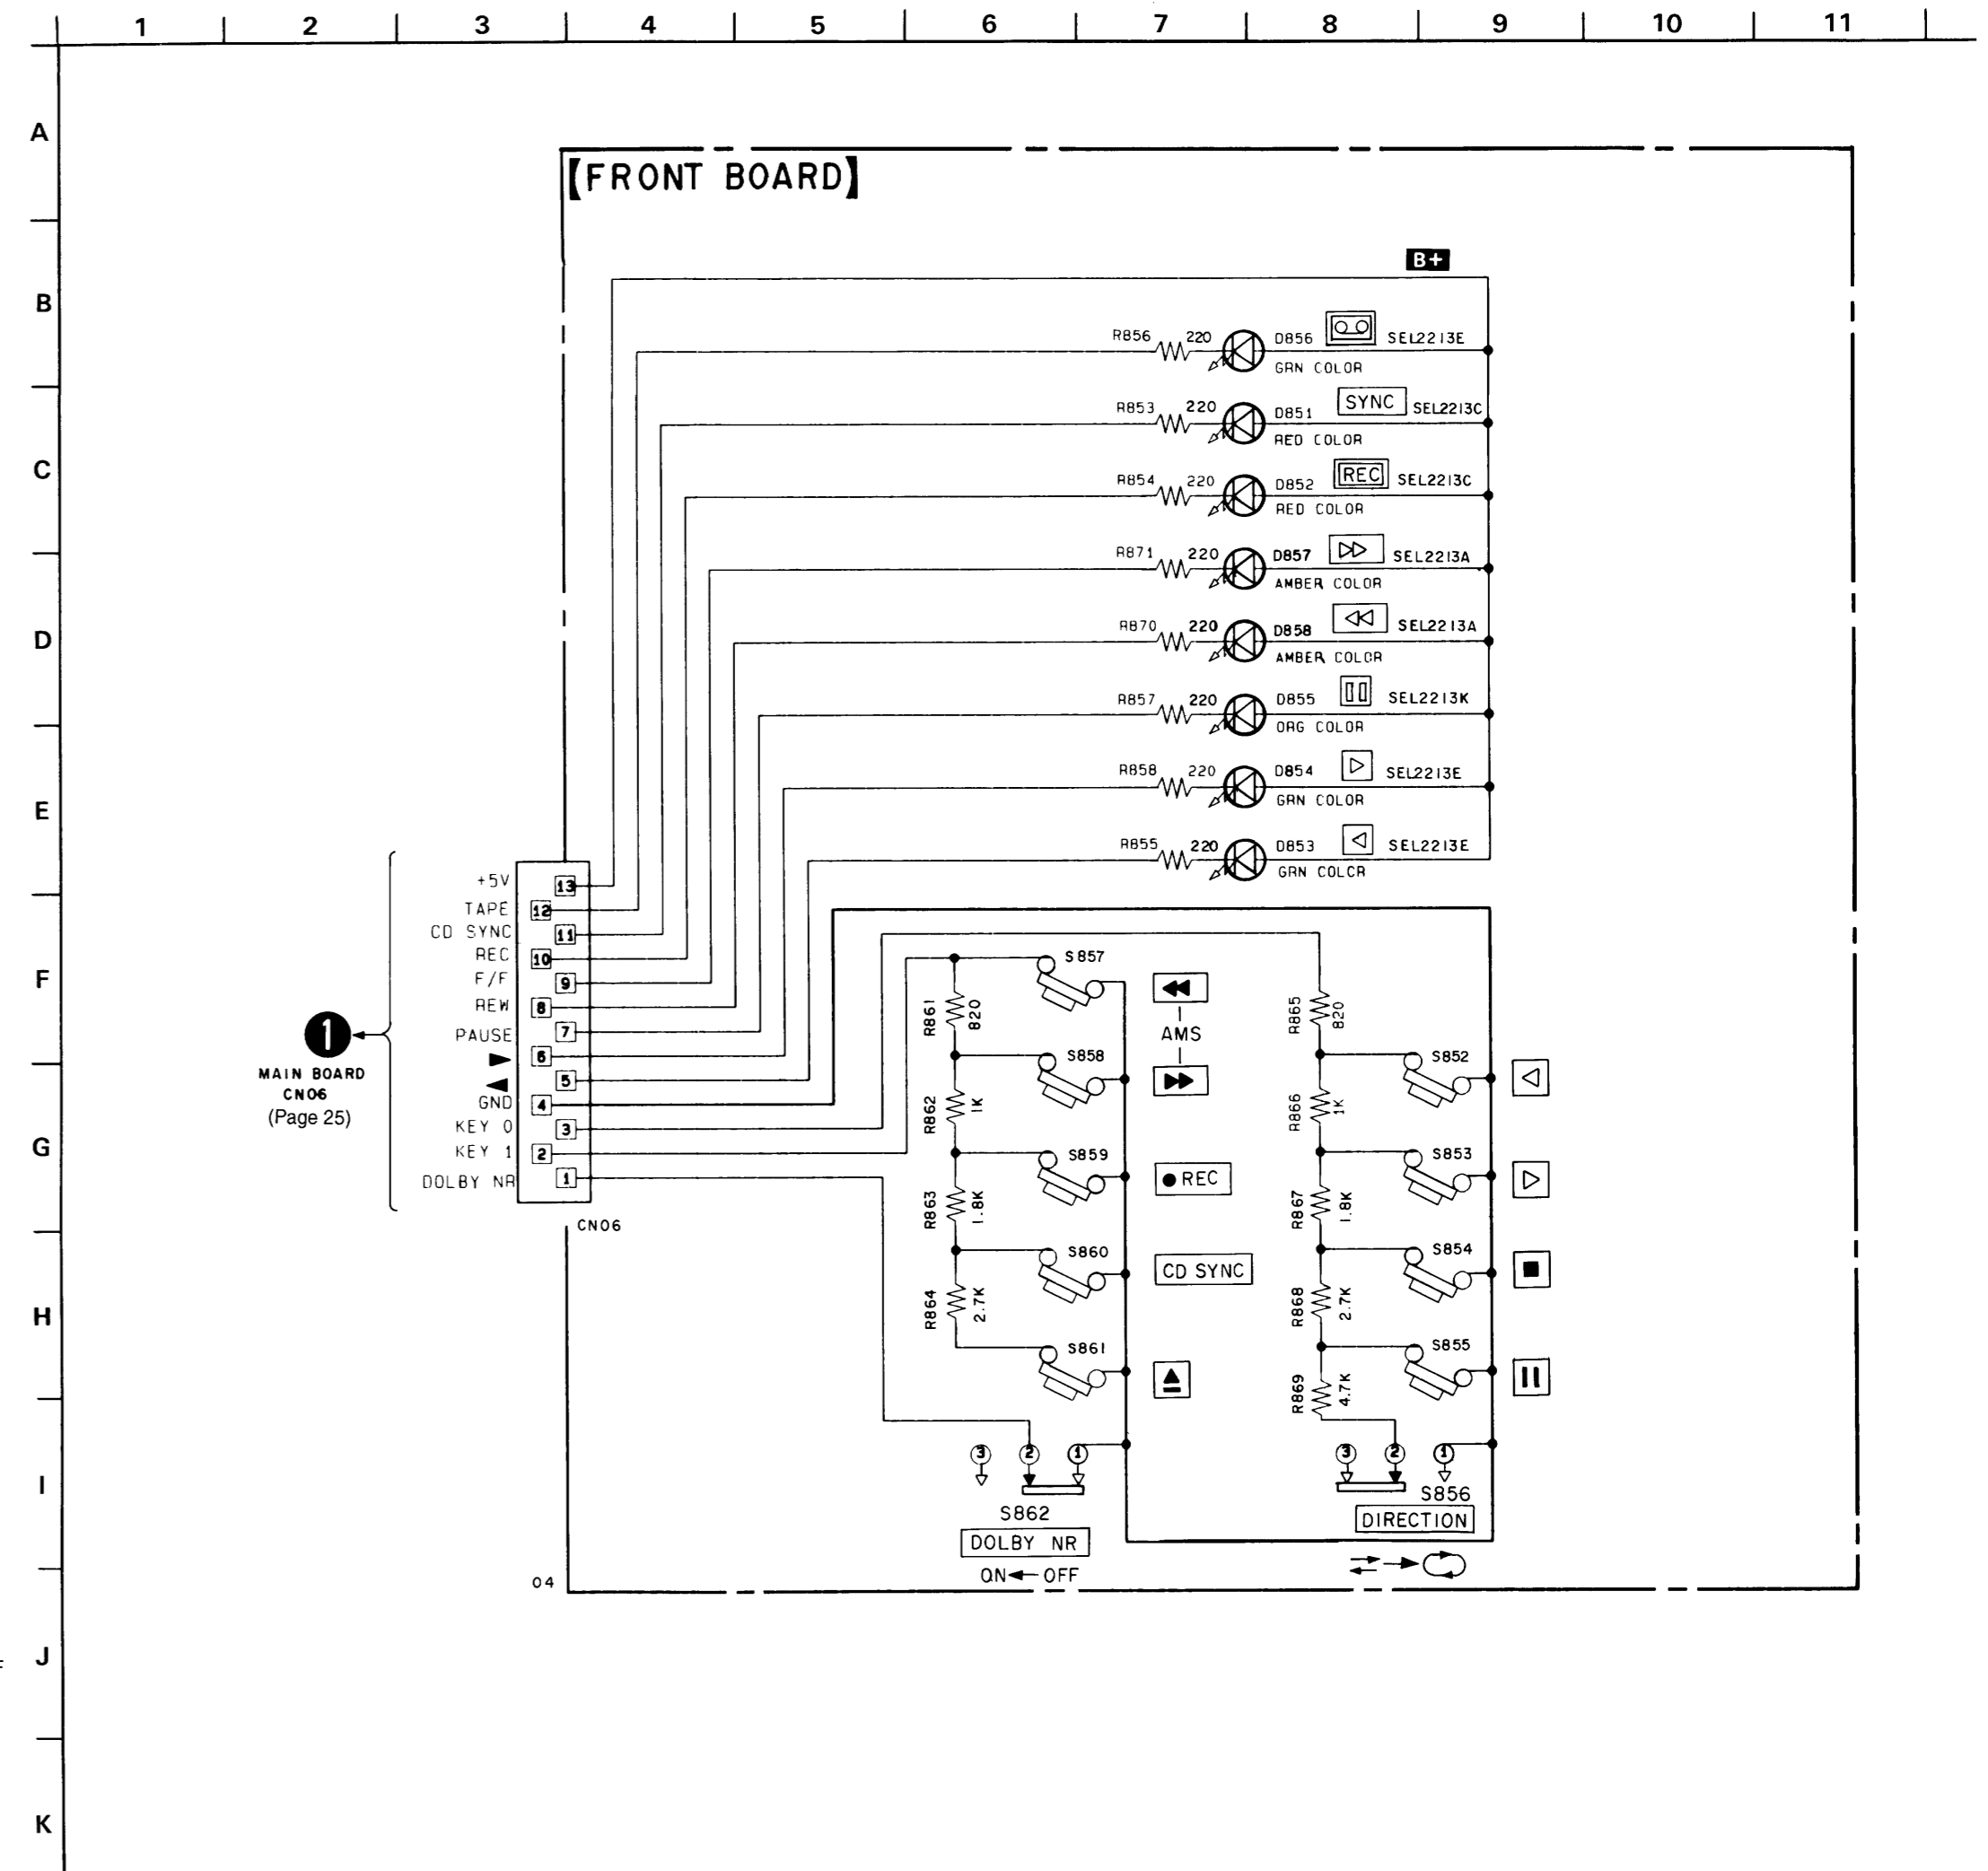 1 2 3 4 5 6 7 8 9 10 11
A
【FRONT BOARD】
B+
B
R856 220 D856 SEL2213E
GRN COLOR
R853 220 D851 SYNC SEL2213C
RED COLOR
C
R854 220 D852 REC SEL2213C
RED COLOR
R871 220 D857 SEL2213A
AMBER COLOR
D
R870 220 D858 SEL2213A
AMBER COLOR
R857 220 D855 SEL2213K
ORG COLOR
R858 220 D854 SEL2213E
GRN COLOR
E
R855 220 D853 SEL2213E
GRN COLOR
+5V 13
TAPE 12
CD SYNC 11
REC 10
F/F 9
REW 8
PAUSE 7
► 6
◄ 5
GND 4
KEY 0 3
KEY 1 2
DOLBY NR 1
CN06
F
1
MAIN BOARD
CN06
(Page 25)
G
S857
R861 820
AMS
S858
R862 1K
S859
● REC
R863 1.8K
S860
CD SYNC
R864 2.7K
S861
R865 820
S852
R866 1K
S853
R867 1.8K
S854
R868 2.7K
S855
R869 4.7K
H
3 2 1
S862
DOLBY NR
ON ← OFF
3 2 1
S856
DIRECTION
I
04
J
K